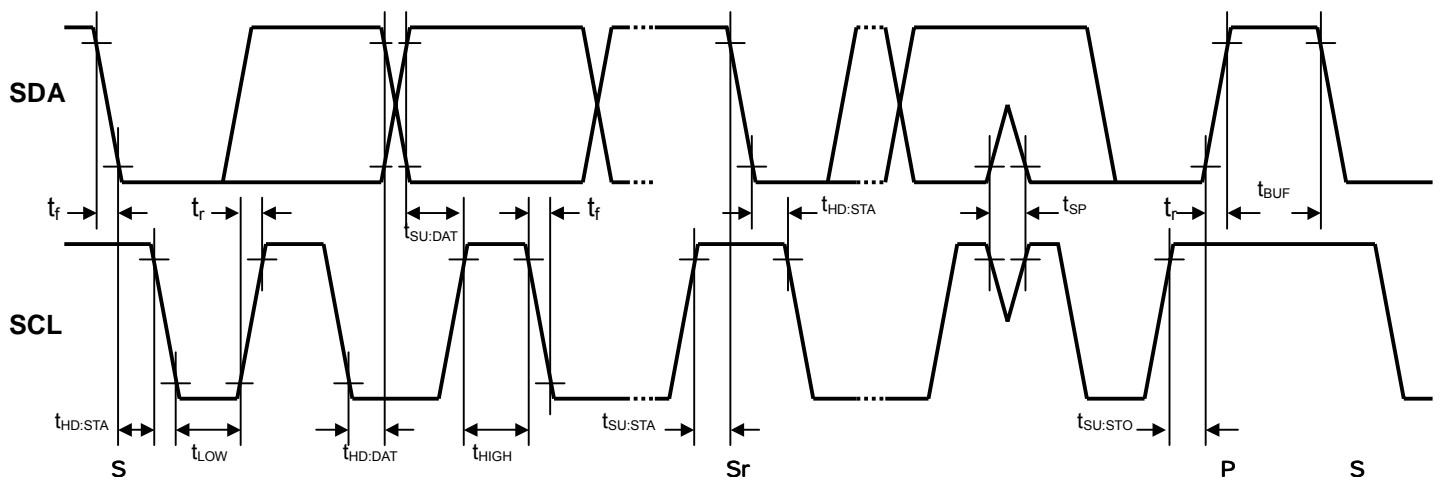 SDA
tf tr tSU:DAT tf tHD:STA tSP tr tBUF
SCL
tHD:STA tLOW tHD:DAT tHIGH tSU:STA tSU:STO
S Sr P S